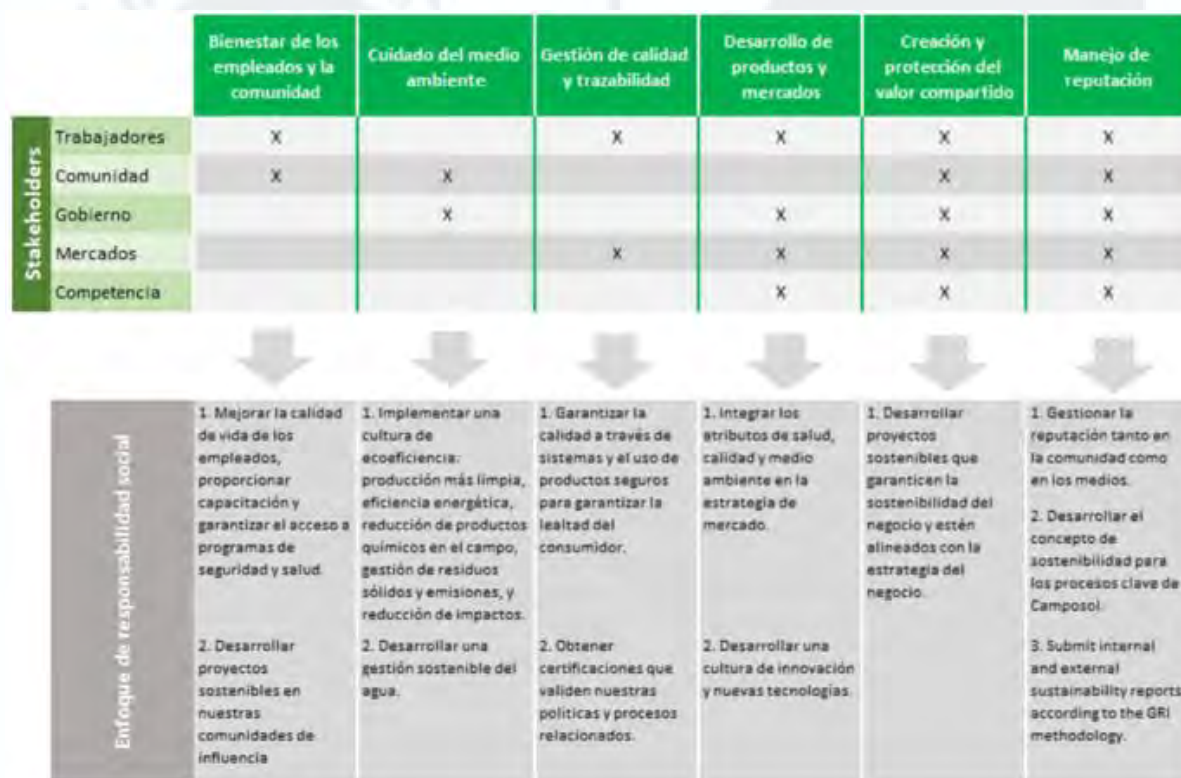 Bienestar de los
empleados y la
comunidad
Cuidado del medio
ambiente
Gestión de calidad
y trazabilidad
Desarrollo de
productos y
mercados
Creación y
protección del
valor compartido
Manejo de
reputación
Stakeholders
Trabajadores X X X X X
Comunidad X X X X
Gobierno X X X X
Mercados X X X X
Competencia X X X
Enfoque de responsabilidad social
1. Mejorar la calidad
de vida de los
empleados,
proporcionar
capacitación y
garantizar el acceso a
programas de
seguridad y salud.
2. Desarrollar
proyectos
sostenibles en
nuestras
comunidades de
influencia
1. Implementar una
cultura de
ecoeficiencia:
producción más limpia,
eficiencia energética,
reducción de productos
químicos en el campo,
gestión de residuos
sólidos y emisiones, y
reducción de impactos.
2. Desarrollar una
gestión sostenible del
agua.
1. Garantizar la
calidad a través de
sistemas y el uso de
productos seguros
para garantizar la
lealtad del
consumidor.
2. Obtener
certificaciones que
validen nuestras
políticas y procesos
relacionados.
1. Integrar los
atributos de salud,
calidad y medio
ambiente en la
estrategia de
mercado.
2. Desarrollar una
cultura de innovación
y nuevas tecnologías.
1. Desarrollar
proyectos
sostenibles que
garanticen la
sostenibilidad del
negocio y estén
alineados con la
estrategia del
negocio.
1. Gestionar la
reputación tanto en
la comunidad como
en los medios.
2. Desarrollar el
concepto de
sostenibilidad para
los procesos clave de
Camposol.
3. Submit internal
and external
sustainability reports
according to the GRI
methodology.